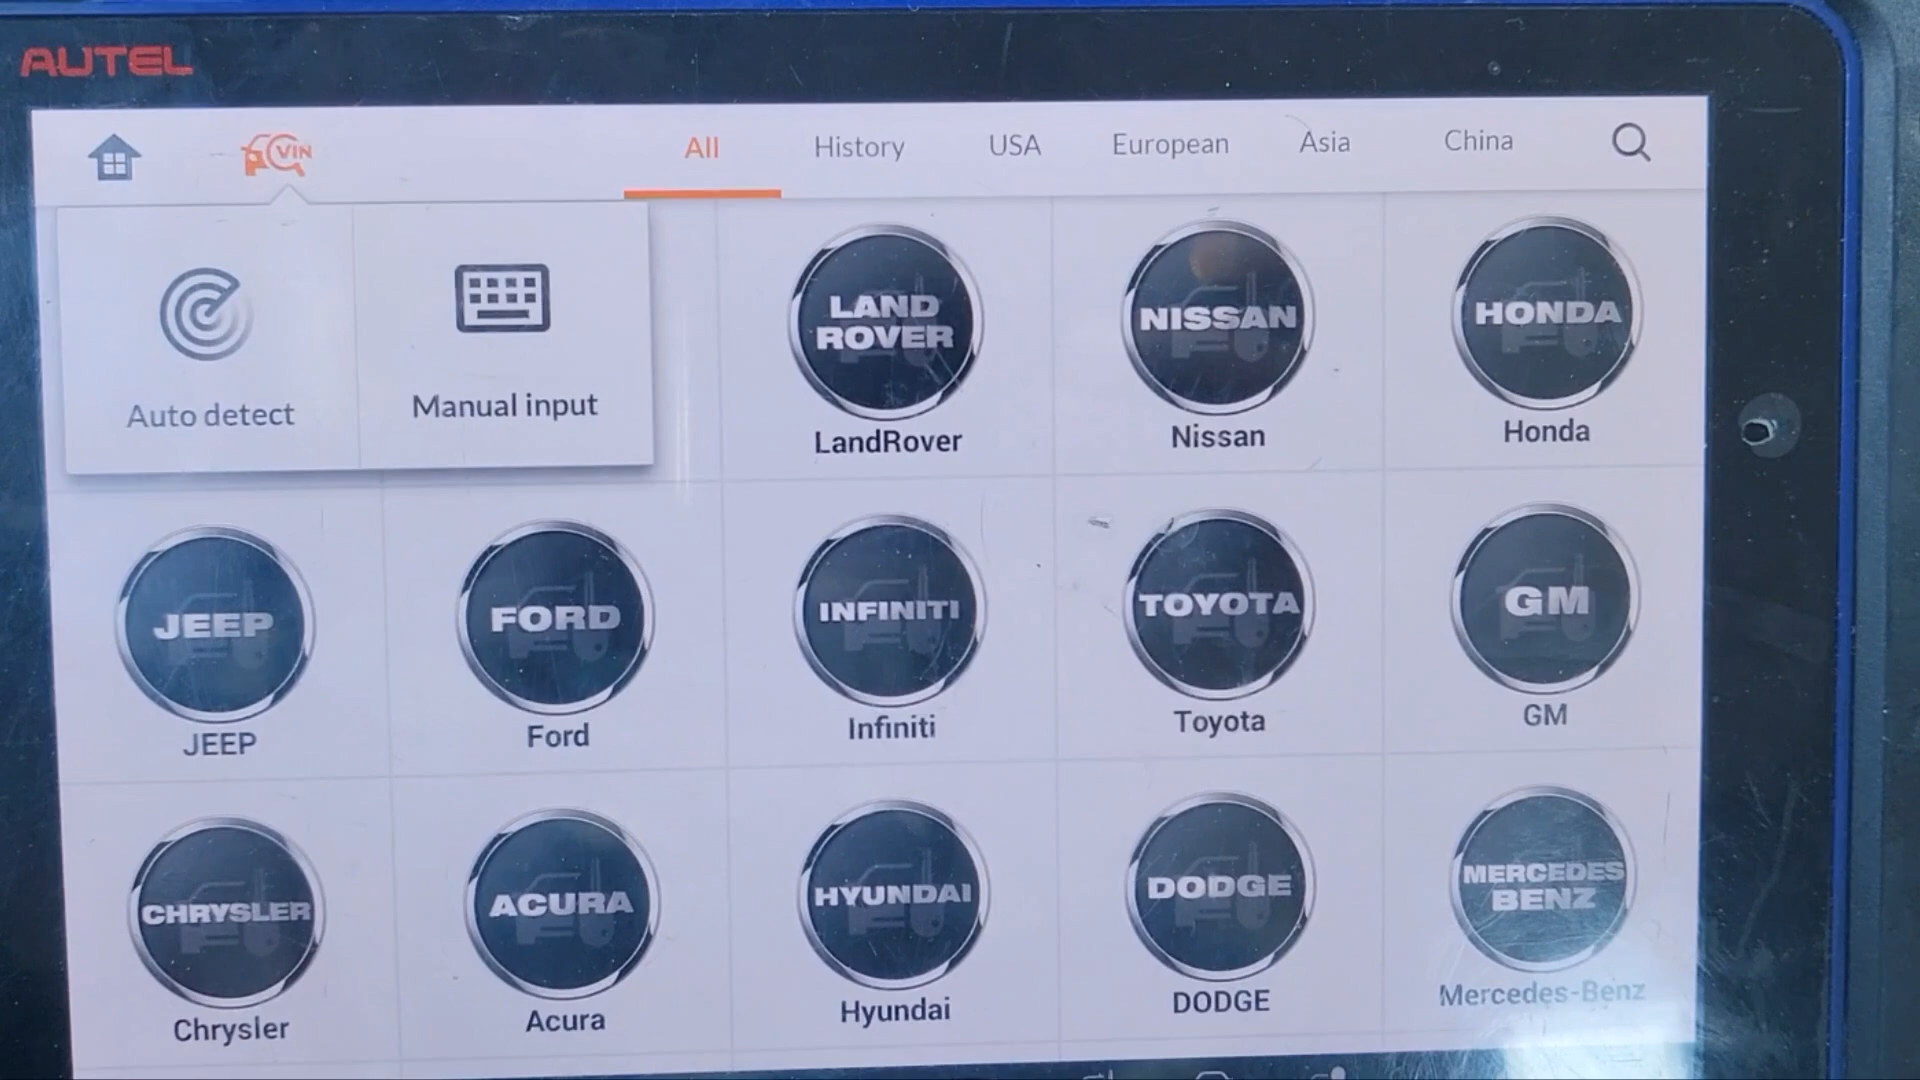 AUTEL
VIN
All
History
USA
European
Asia
China
Auto detect
Manual input
LAND
ROVER
LandRover
NISSAN
Nissan
HONDA
Honda
JEEP
JEEP
FORD
Ford
INFINITI
Infiniti
TOYOTA
Toyota
GM
GM
CHRYSLER
Chrysler
ACURA
Acura
HYUNDAI
Hyundai
DODGE
DODGE
MERCEDES
BENZ
Mercedes-Benz